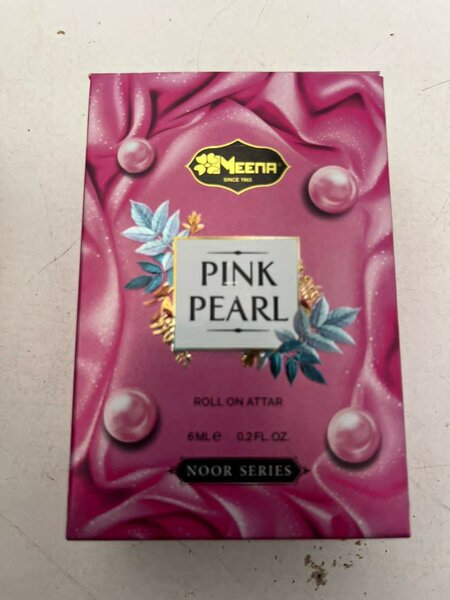 MEENA
SINCE 1965
PINK
PEARL
ROLL ON ATTAR
6ML ℮ 0.2 FL. OZ.
NOOR SERIES